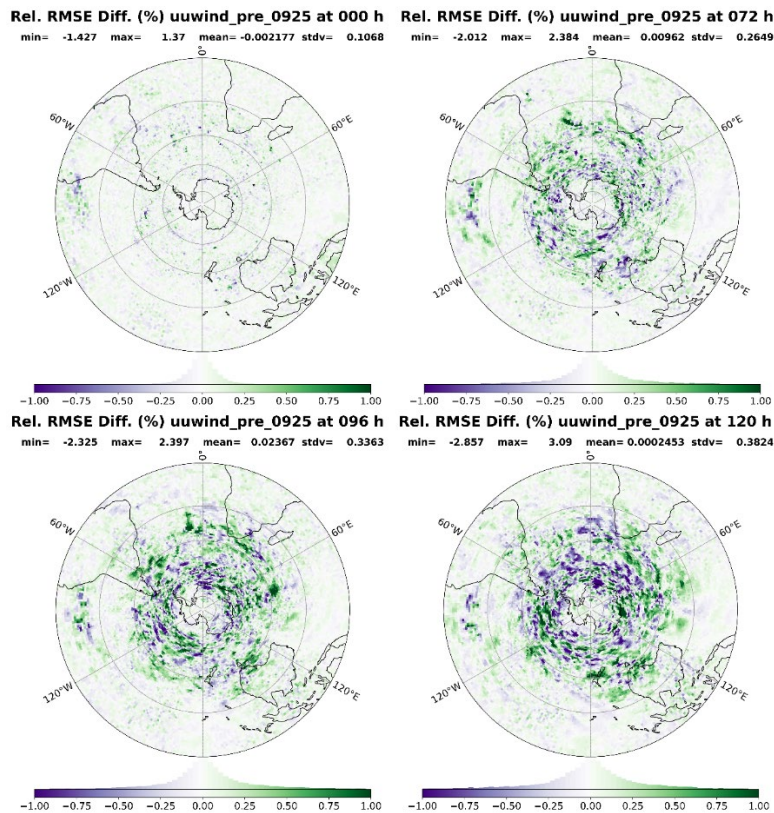 Rel. RMSE Diff. (%) uuwind_pre_0925 at 000 h
min= -1.427 max= 1.37 mean= -0.002177 stdv= 0.1068
0°
60°W
60°E
120°W
120°E
−1.00 −0.75 −0.50 −0.25 0.00 0.25 0.50 0.75 1.00
Rel. RMSE Diff. (%) uuwind_pre_0925 at 072 h
min= -2.012 max= 2.384 mean= 0.00962 stdv= 0.2649
0°
60°W
60°E
120°W
120°E
−1.00 −0.75 −0.50 −0.25 0.00 0.25 0.50 0.75 1.00
Rel. RMSE Diff. (%) uuwind_pre_0925 at 096 h
min= -2.325 max= 2.397 mean= 0.02367 stdv= 0.3363
0°
60°W
60°E
120°W
120°E
−1.00 −0.75 −0.50 −0.25 0.00 0.25 0.50 0.75 1.00
Rel. RMSE Diff. (%) uuwind_pre_0925 at 120 h
min= -2.857 max= 3.09 mean= 0.0002453 stdv= 0.3824
0°
60°W
60°E
120°W
120°E
−1.00 −0.75 −0.50 −0.25 0.00 0.25 0.50 0.75 1.00